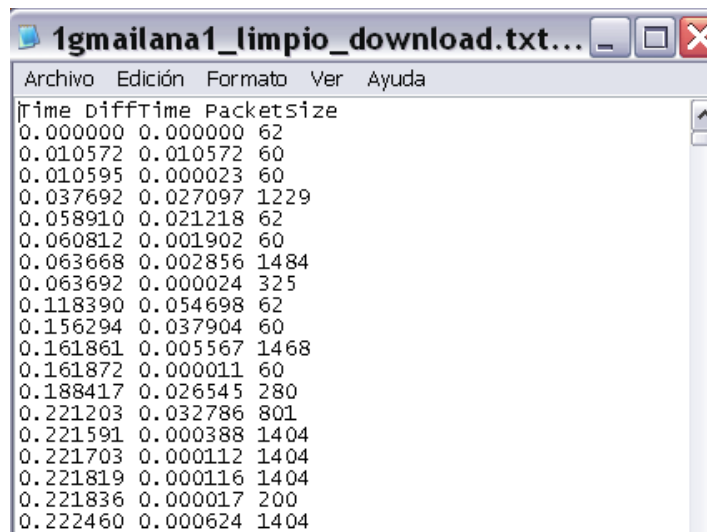 1gmailana1_limpio_download.txt...
Archivo Edición Formato Ver Ayuda
Time DiffTime PacketSize
0.000000 0.000000 62
0.010572 0.010572 60
0.010595 0.000023 60
0.037692 0.027097 1229
0.058910 0.021218 62
0.060812 0.001902 60
0.063668 0.002856 1484
0.063692 0.000024 325
0.118390 0.054698 62
0.156294 0.037904 60
0.161861 0.005567 1468
0.161872 0.000011 60
0.188417 0.026545 280
0.221203 0.032786 801
0.221591 0.000388 1404
0.221703 0.000112 1404
0.221819 0.000116 1404
0.221836 0.000017 200
0.222460 0.000624 1404